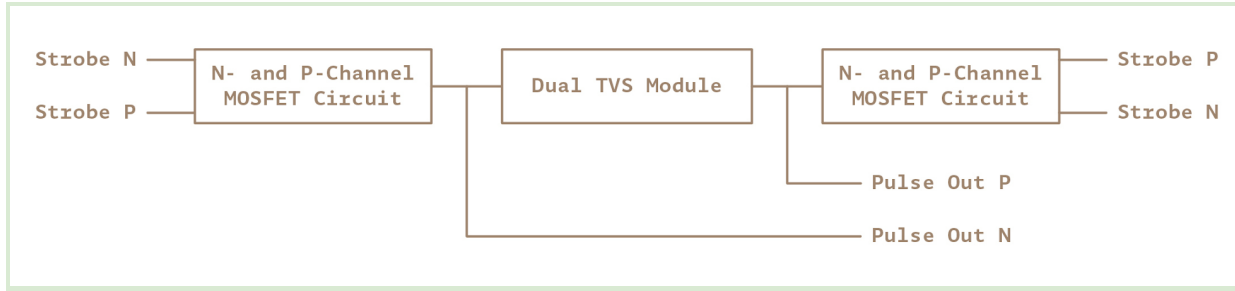 Strobe N
Strobe P
N- and P-Channel
MOSFET Circuit
Dual TVS Module
N- and P-Channel
MOSFET Circuit
Strobe P
Strobe N
Pulse Out P
Pulse Out N